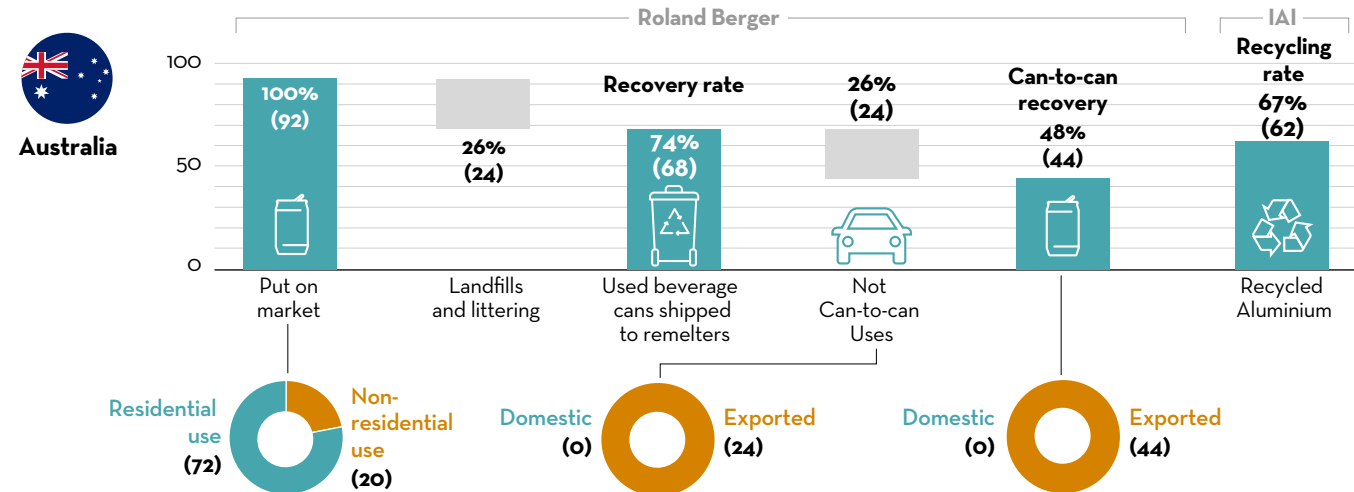 Roland Berger
IAI
Australia
100
50
0
100%
(92)
26%
(24)
Recovery rate
74%
(68)
26%
(24)
Can-to-can
recovery
48%
(44)
Recycling
rate
67%
(62)
Put on
market
Landfills
and littering
Used beverage
cans shipped
to remelters
Not
Can-to-can
Uses
Recycled
Aluminium
Residential
use
(72)
Non-
residential
use
(20)
Domestic
(0)
Exported
(24)
Domestic
(0)
Exported
(44)